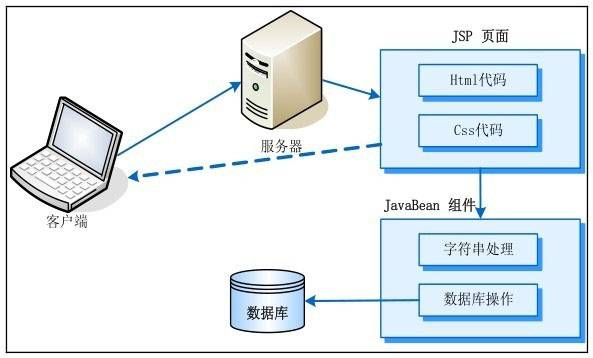 JSP 页面
Html代码
Css代码
服务器
客户端
JavaBean 组件
字符串处理
数据库操作
数据库